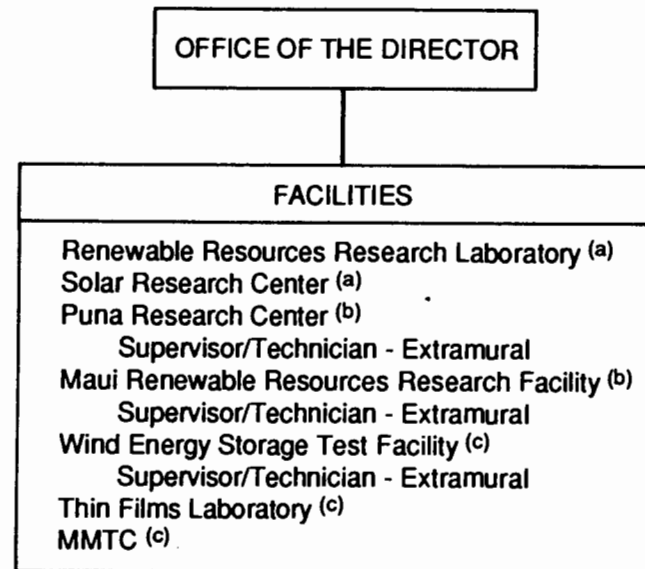 OFFICE OF THE DIRECTOR
FACILITIES
Renewable Resources Research Laboratory (a)
Solar Research Center (a)
Puna Research Center (b)
Supervisor/Technician - Extramural
Maui Renewable Resources Research Facility (b)
Supervisor/Technician - Extramural
Wind Energy Storage Test Facility (c)
Supervisor/Technician - Extramural
Thin Films Laboratory (c)
MMTC (c)